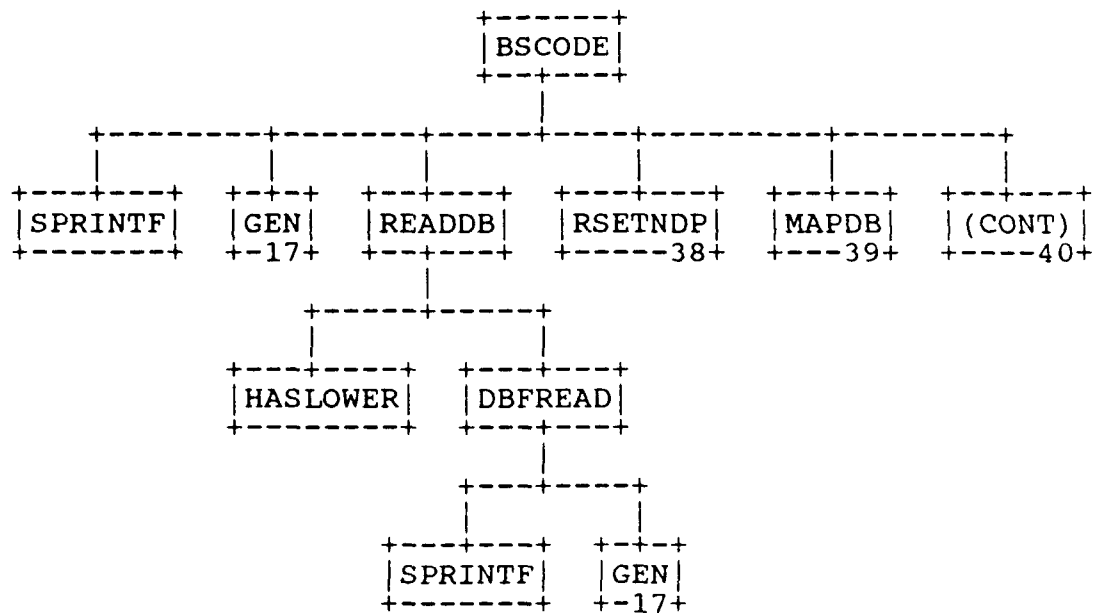 BSCODE
SPRINTF GEN READDB RSETNDP MAPDB (CONT)
17 38 39 40
HASLOWER DBFREAD
SPRINTF GEN
17